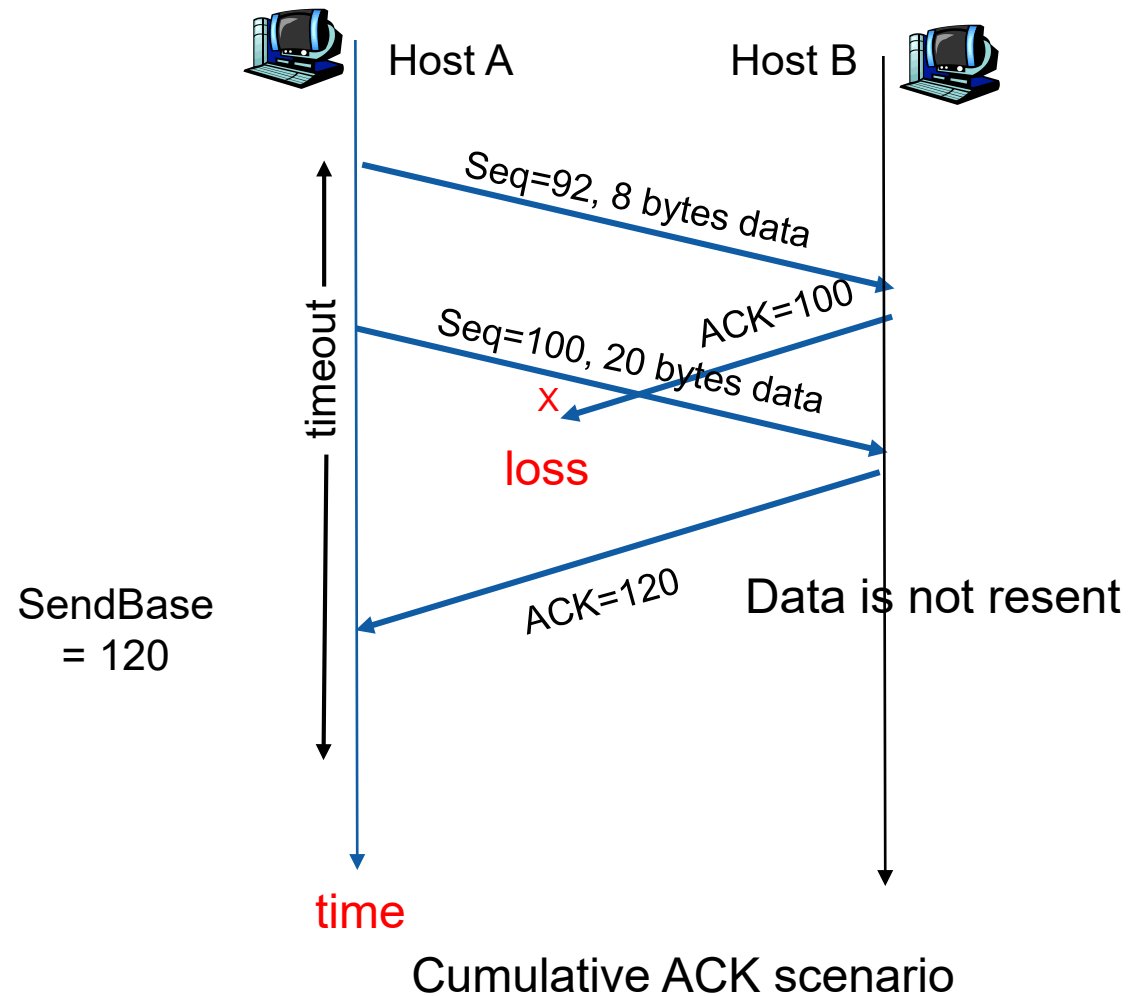 Host A
Host B
Seq=92, 8 bytes data
ACK=100
timeout
Seq=100, 20 bytes data
X
loss
ACK=120
SendBase
= 120
Data is not resent
time
Cumulative ACK scenario